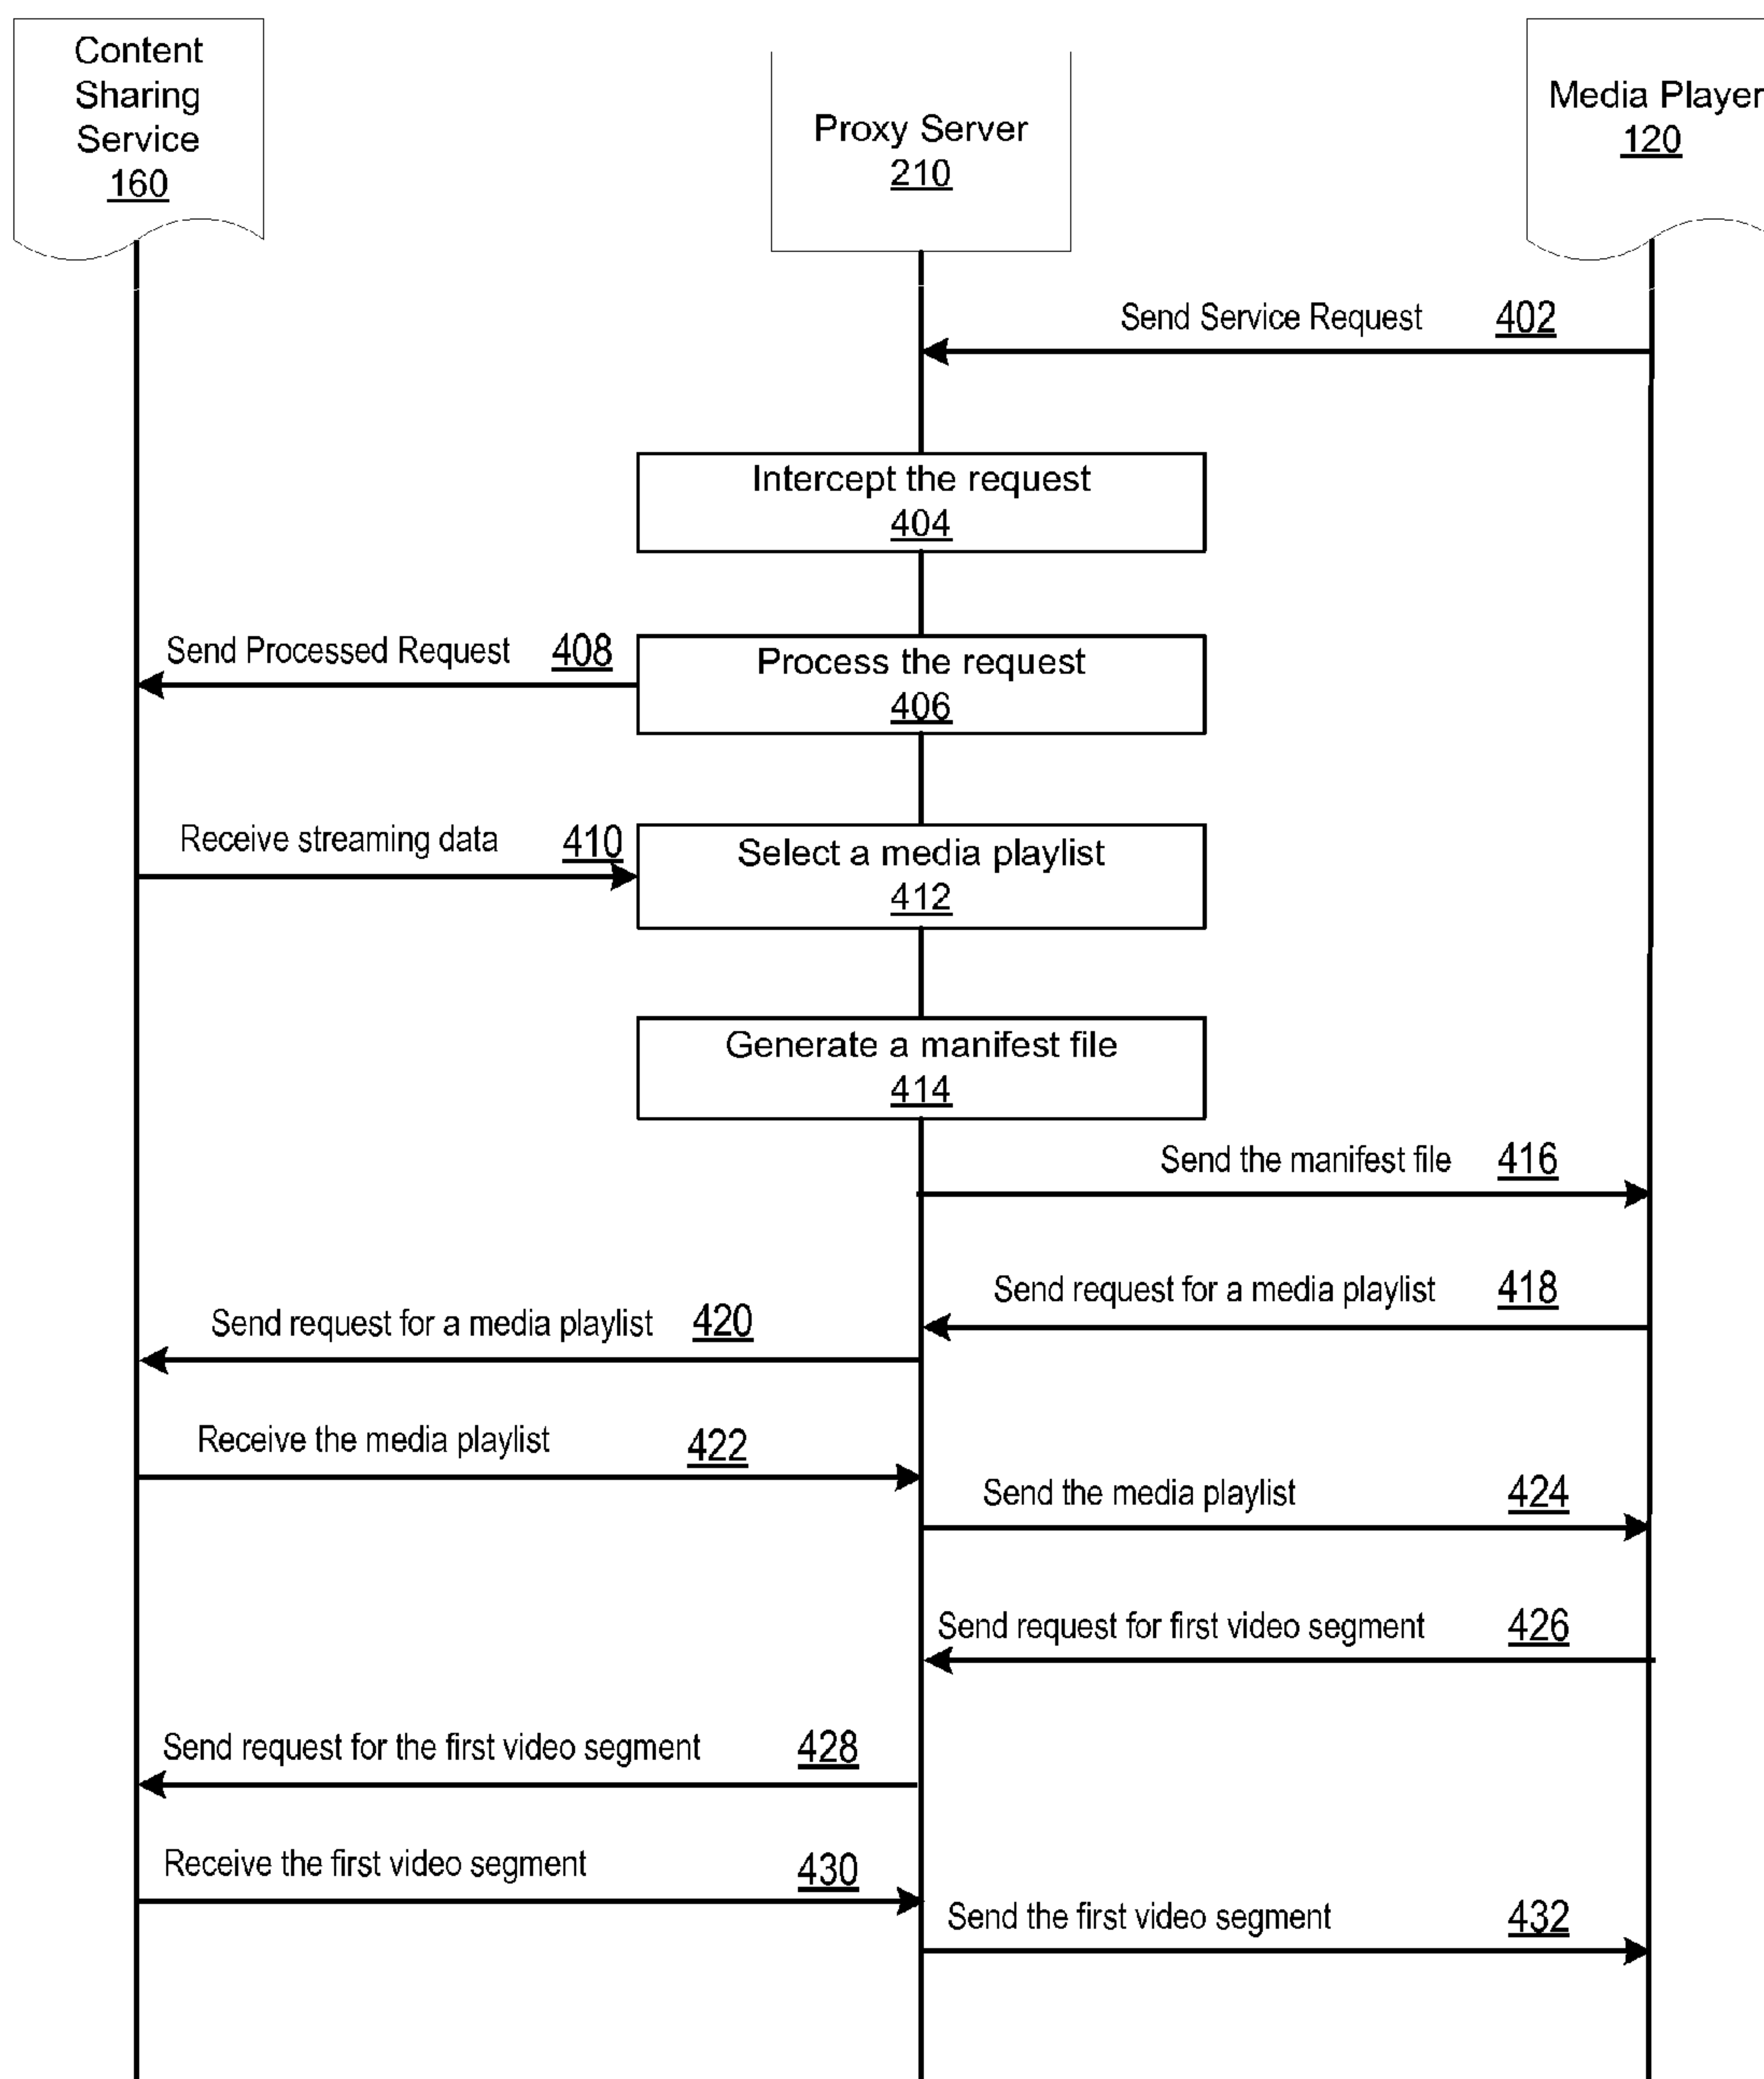 Content
Sharing
Service
160
Proxy Server
210
Media Player
120
Send Service Request 402
Intercept the request
404
Send Processed Request 408
Process the request
406
Receive streaming data 410
Select a media playlist
412
Generate a manifest file
414
Send the manifest file 416
Send request for a media playlist 418
Send request for a media playlist 420
Receive the media playlist 422
Send the media playlist 424
Send request for first video segment 426
Send request for the first video segment 428
Receive the first video segment 430
Send the first video segment 432